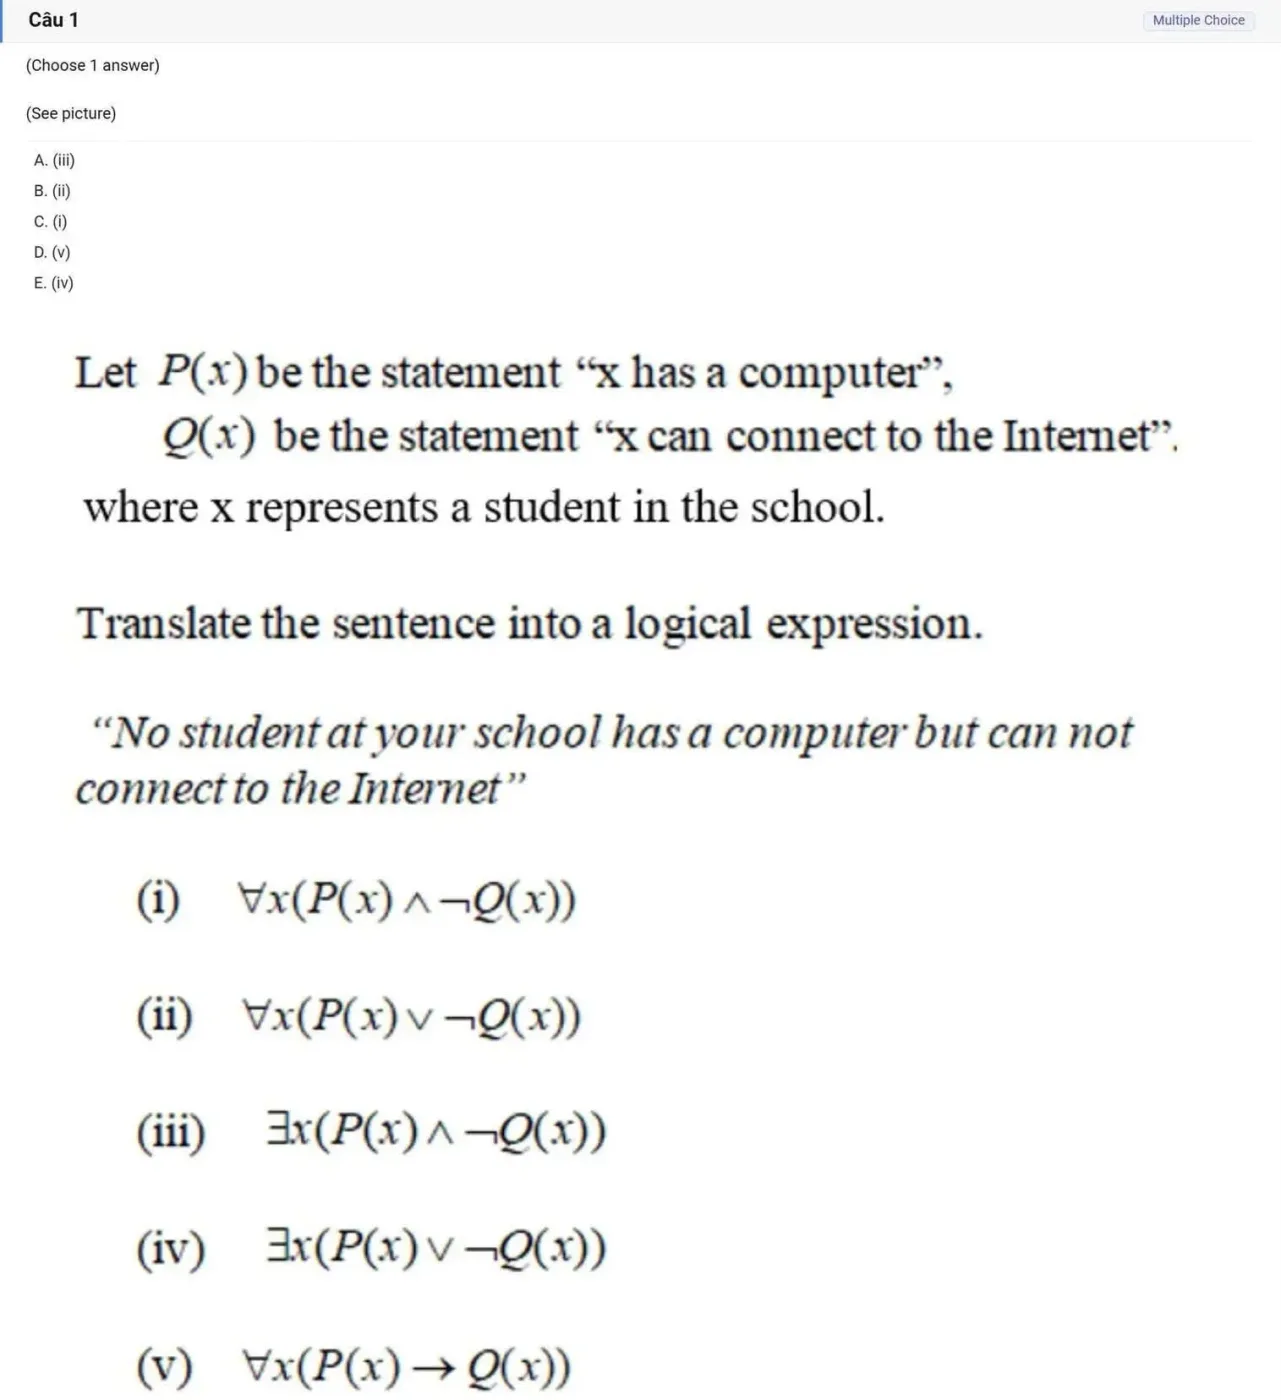 Câu 1
Multiple Choice
(Choose 1 answer)
(See picture)
A. (iii)
B. (ii)
C. (i)
D. (v)
E. (iv)
Let P(x) be the statement “x has a computer”,
Q(x) be the statement “x can connect to the Internet”.
where x represents a student in the school.
Translate the sentence into a logical expression.
“No student at your school has a computer but can not
connect to the Internet”
(i) ∀x(P(x) ∧ ¬Q(x))
(ii) ∀x(P(x) ∨ ¬Q(x))
(iii) ∃x(P(x) ∧ ¬Q(x))
(iv) ∃x(P(x) ∨ ¬Q(x))
(v) ∀x(P(x) → Q(x))